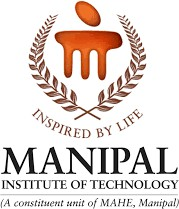 INSPIRED BY LIFE
MANIPAL
INSTITUTE OF TECHNOLOGY
(A constituent unit of MAHE, Manipal)